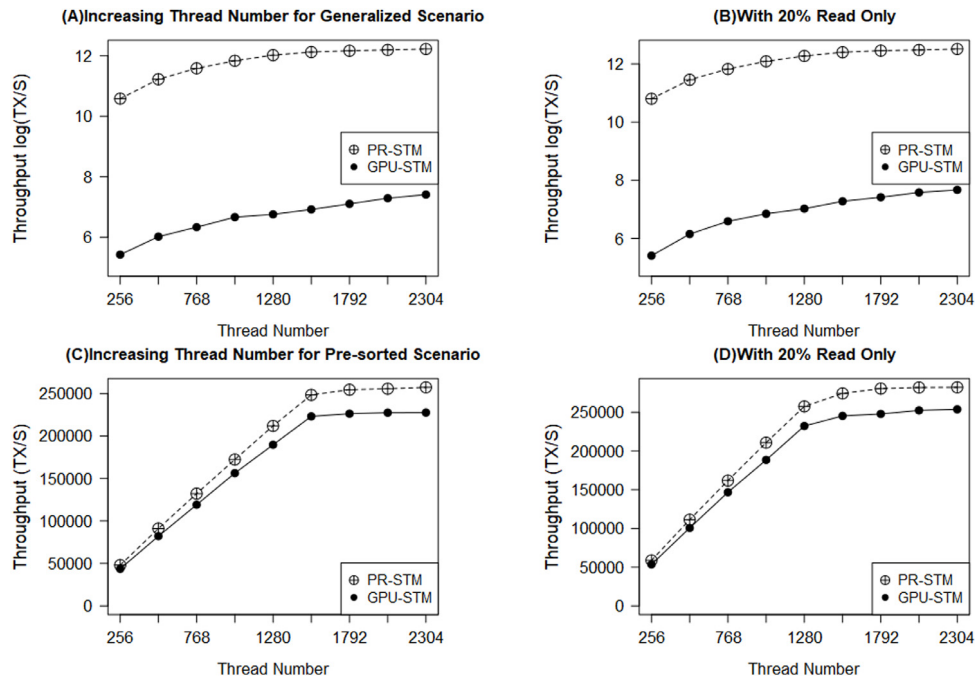 (A)Increasing Thread Number for Generalized Scenario
Throughput log(TX/S)
12
10
8
6
PR-STM
GPU-STM
256 768 1280 1792 2304
Thread Number
(B)With 20% Read Only
Throughput log(TX/S)
12
10
8
6
PR-STM
GPU-STM
256 768 1280 1792 2304
Thread Number
(C)Increasing Thread Number for Pre-sorted Scenario
Throughput (TX/S)
250000
200000
150000
100000
50000
0
PR-STM
GPU-STM
256 768 1280 1792 2304
Thread Number
(D)With 20% Read Only
Throughput (TX/S)
250000
200000
150000
100000
50000
0
PR-STM
GPU-STM
256 768 1280 1792 2304
Thread Number